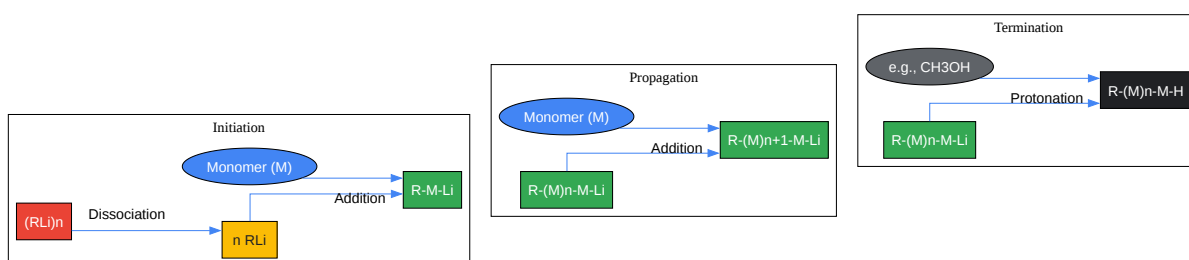 Initiation
Monomer (M)
R-M-Li
Addition
(RLi)n
Dissociation
n RLi
Propagation
Monomer (M)
R-(M)n+1-M-Li
Addition
R-(M)n-M-Li
Termination
e.g., CH3OH
R-(M)n-M-H
Protonation
R-(M)n-M-Li